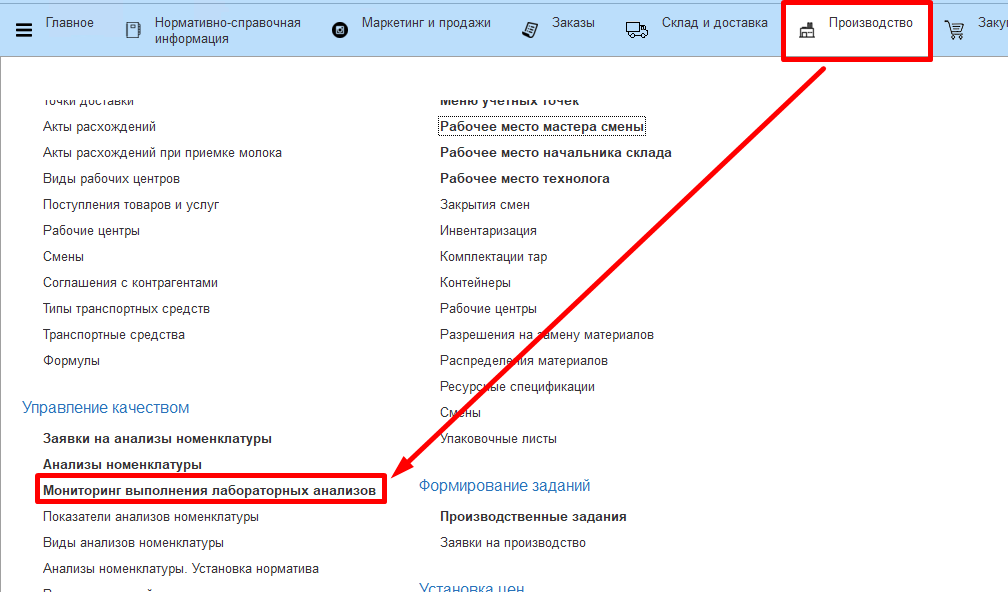 Главное
Нормативно-справочная
информация
Маркетинг и продажи
Заказы
Склад и доставка
Производство
Точки доставки
Акты расхождений
Акты расхождений при приемке молока
Виды рабочих центров
Поступления товаров и услуг
Рабочие центры
Смены
Соглашения с контрагентами
Типы транспортных средств
Транспортные средства
Формулы
Управление качеством
Заявки на анализы номенклатуры
Анализы номенклатуры
Мониторинг выполнения лабораторных анализов
Показатели анализов номенклатуры
Виды анализов номенклатуры
Анализы номенклатуры. Установка норматива
Меню учетных точек
Рабочее место мастера смены
Рабочее место начальника склада
Рабочее место технолога
Закрытия смен
Инвентаризация
Комплектации тар
Контейнеры
Рабочие центры
Разрешения на замену материалов
Распределения материалов
Ресурсные спецификации
Смены
Упаковочные листы
Формирование заданий
Производственные задания
Заявки на производство
Установка цен